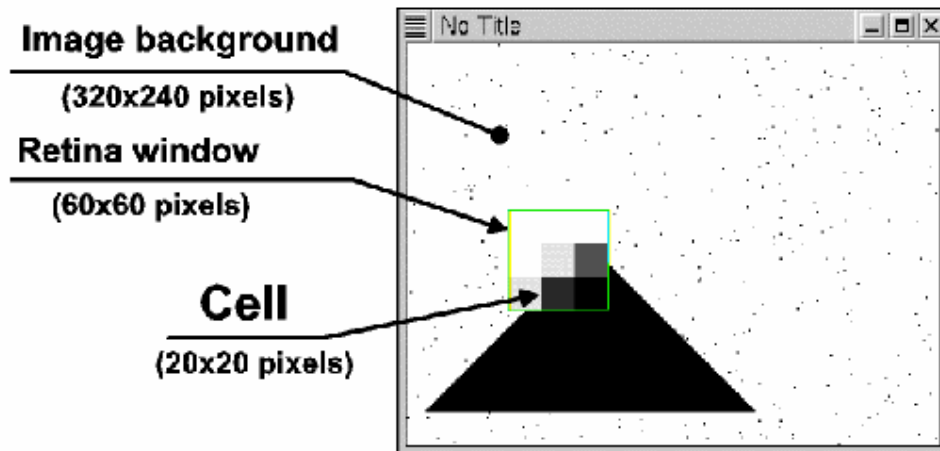 Image background
(320x240 pixels)
Retina window
(60x60 pixels)
Cell
(20x20 pixels)
No Title